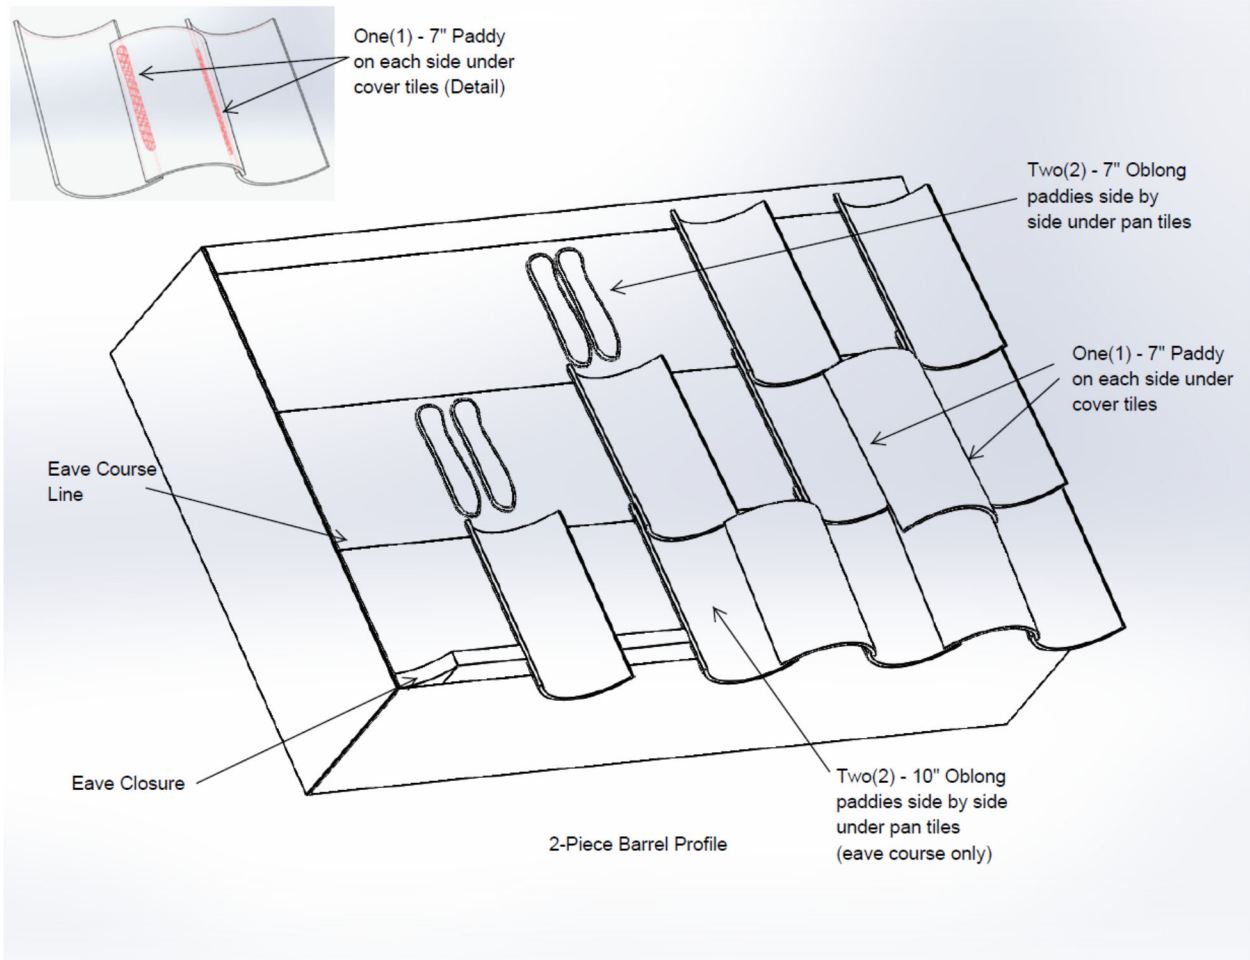 One(1) - 7" Paddy
on each side under
cover tiles (Detail)
Two(2) - 7" Oblong
paddies side by
side under pan tiles
One(1) - 7" Paddy
on each side under
cover tiles
Eave Course
Line
Eave Closure
Two(2) - 10" Oblong
paddies side by side
under pan tiles
(eave course only)
2-Piece Barrel Profile